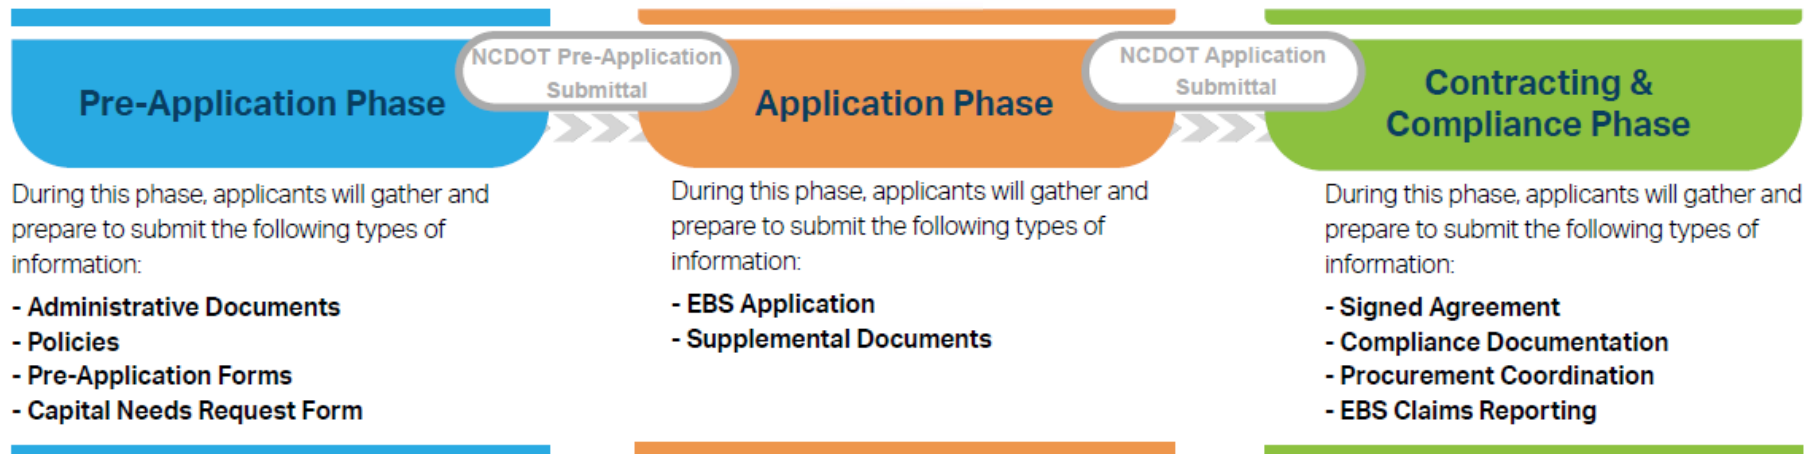 Pre-Application Phase
NCDOT Pre-Application
Submittal
Application Phase
NCDOT Application
Submittal
Contracting &
Compliance Phase
During this phase, applicants will gather and
prepare to submit the following types of
information:
- Administrative Documents
- Policies
- Pre-Application Forms
- Capital Needs Request Form
During this phase, applicants will gather and
prepare to submit the following types of
information:
- EBS Application
- Supplemental Documents
During this phase, applicants will gather and
prepare to submit the following types of
information:
- Signed Agreement
- Compliance Documentation
- Procurement Coordination
- EBS Claims Reporting